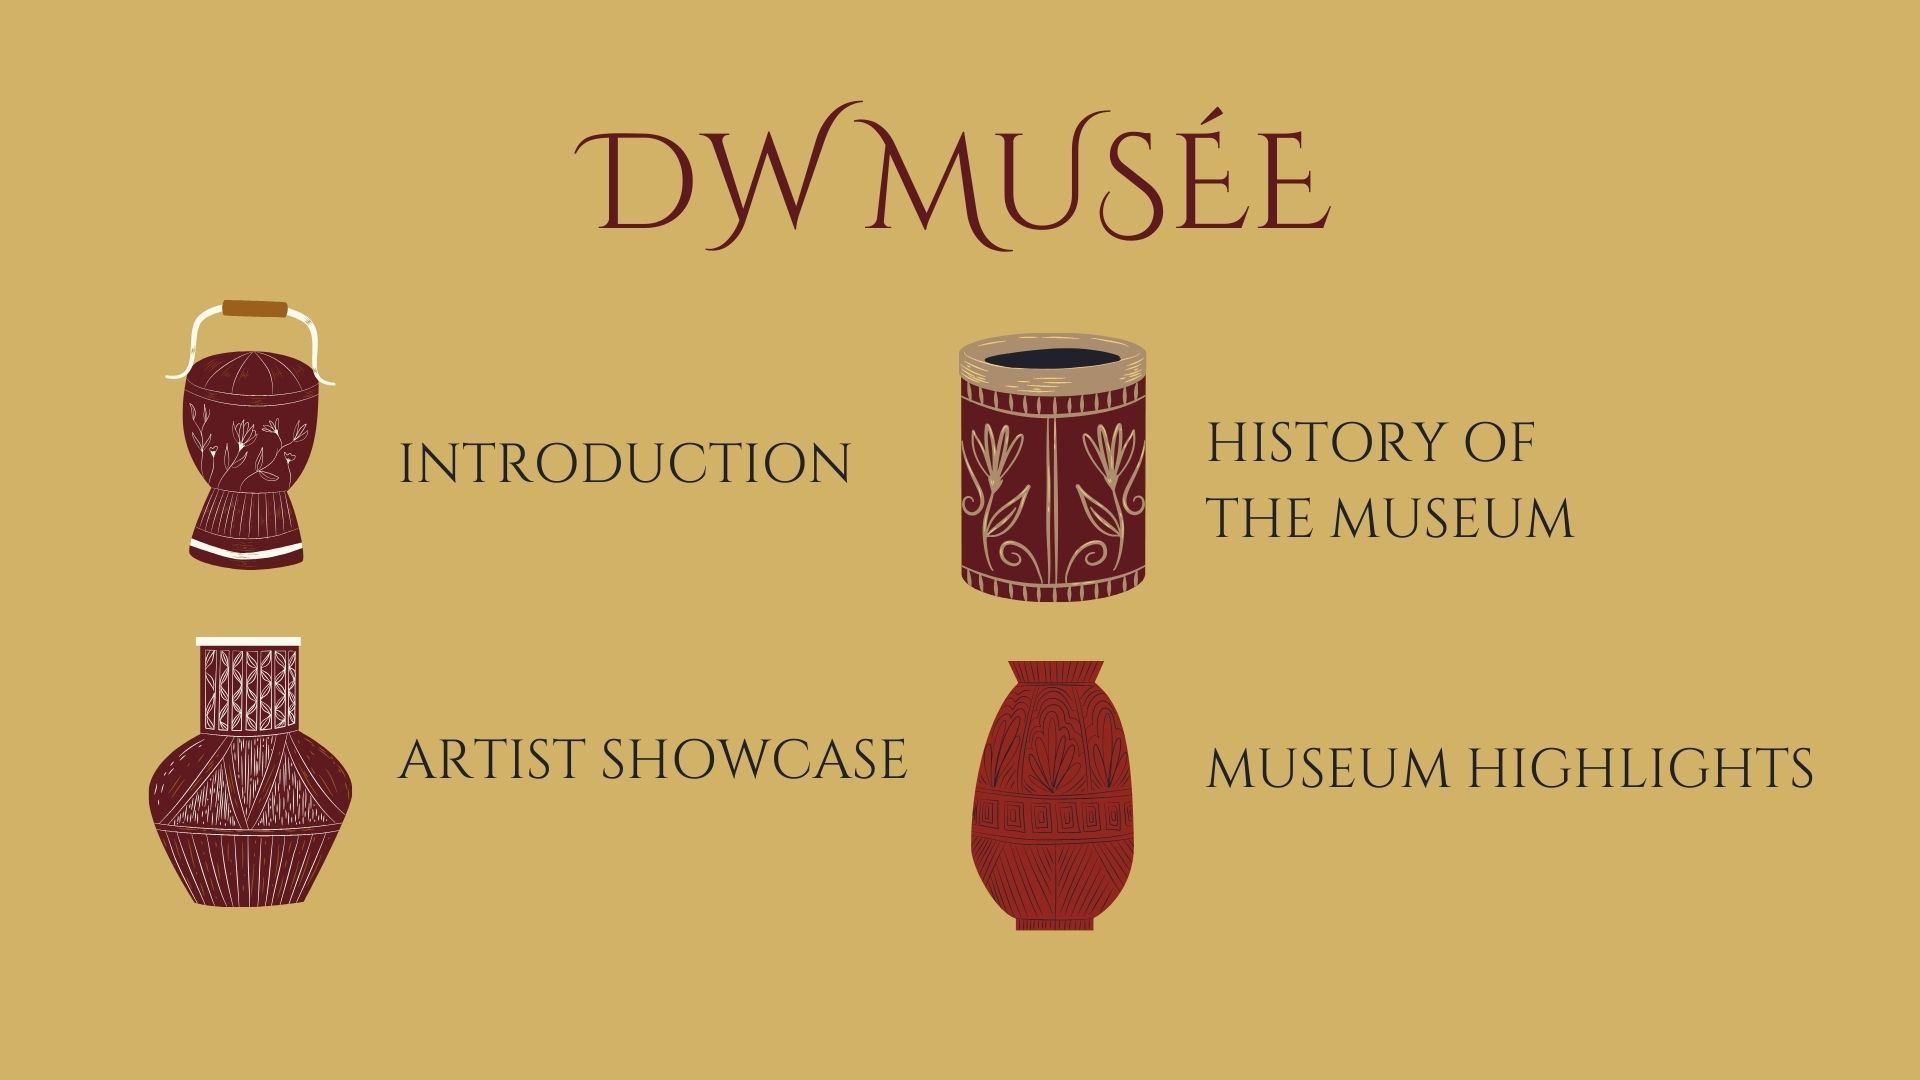 DW MUSÉE
INTRODUCTION
HISTORY OF
THE MUSEUM
ARTIST SHOWCASE
MUSEUM HIGHLIGHTS